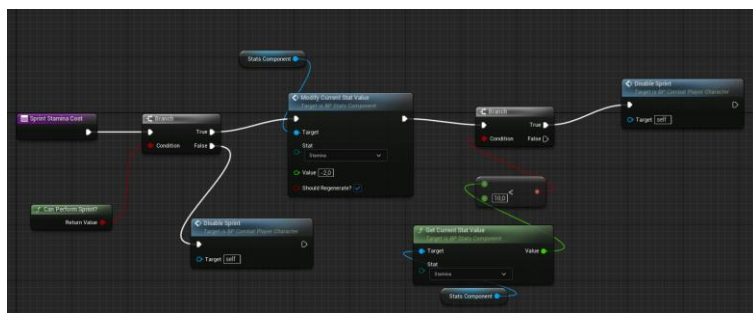 Stats Component
Sprint Stamina Cost
Branch
True
Condition
False
Can Perform Sprint?
Return Value
Modify Current Stat Value
Target is BP Stats Component
Target
Stat
Stamina
Value -2,0
Should Regenerate?
Disable Sprint
Target is BP Combat Player Character
Target self
Branch
True
Condition
False
<
10,0
Get Current Stat Value
Target is BP Stats Component
Target
Value
Stat
Stamina
Stats Component
Disable Sprint
Target is BP Combat Player Character
Target self